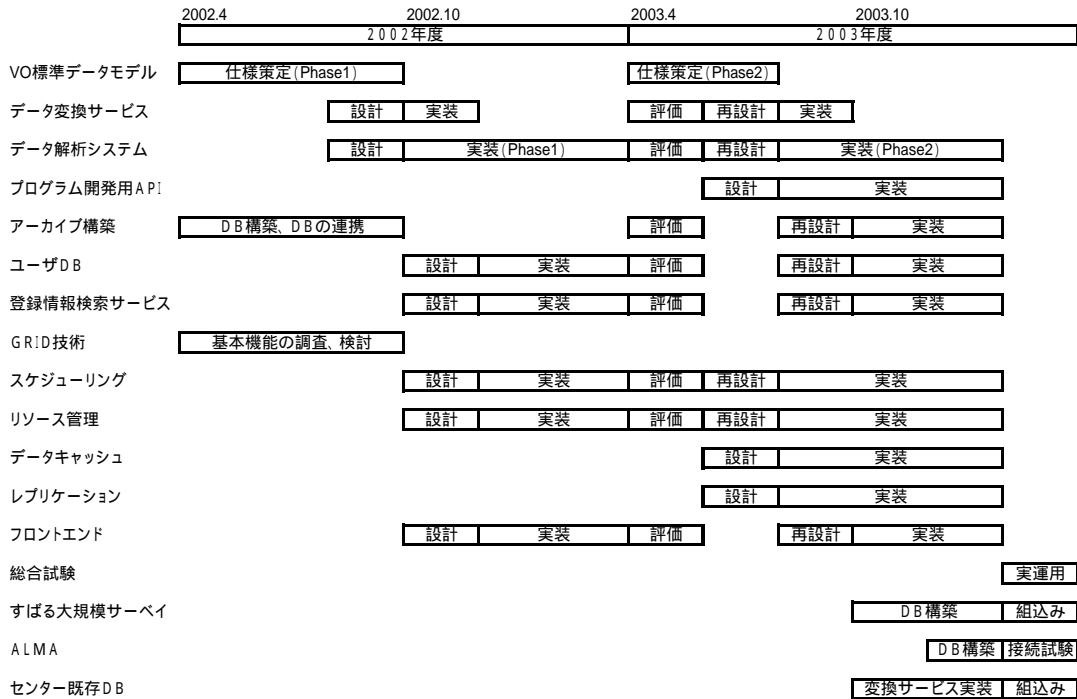 2002.4 2002.10 2003.4 2003.10
2002年度 2003年度
VO標準データモデル 仕様策定(Phase1) 仕様策定(Phase2)
データ変換サービス 設計 実装 評価 再設計 実装
データ解析システム 設計 実装(Phase1) 評価 再設計 実装(Phase2)
プログラム開発用API 設計 実装
アーカイブ構築 DB構築、DBの連携 評価 再設計 実装
ユーザDB 設計 実装 評価 再設計 実装
登録情報検索サービス 設計 実装 評価 再設計 実装
GRID技術 基本機能の調査、検討
スケジューリング 設計 実装 評価 再設計 実装
リソース管理 設計 実装 評価 再設計 実装
データキャッシュ 設計 実装
レプリケーション 設計 実装
フロントエンド 設計 実装 評価 再設計 実装
総合試験 実運用
すばる大規模サーベイ DB構築 組込み
ALMA DB構築 接続試験
センター既存DB 変換サービス実装 組込み